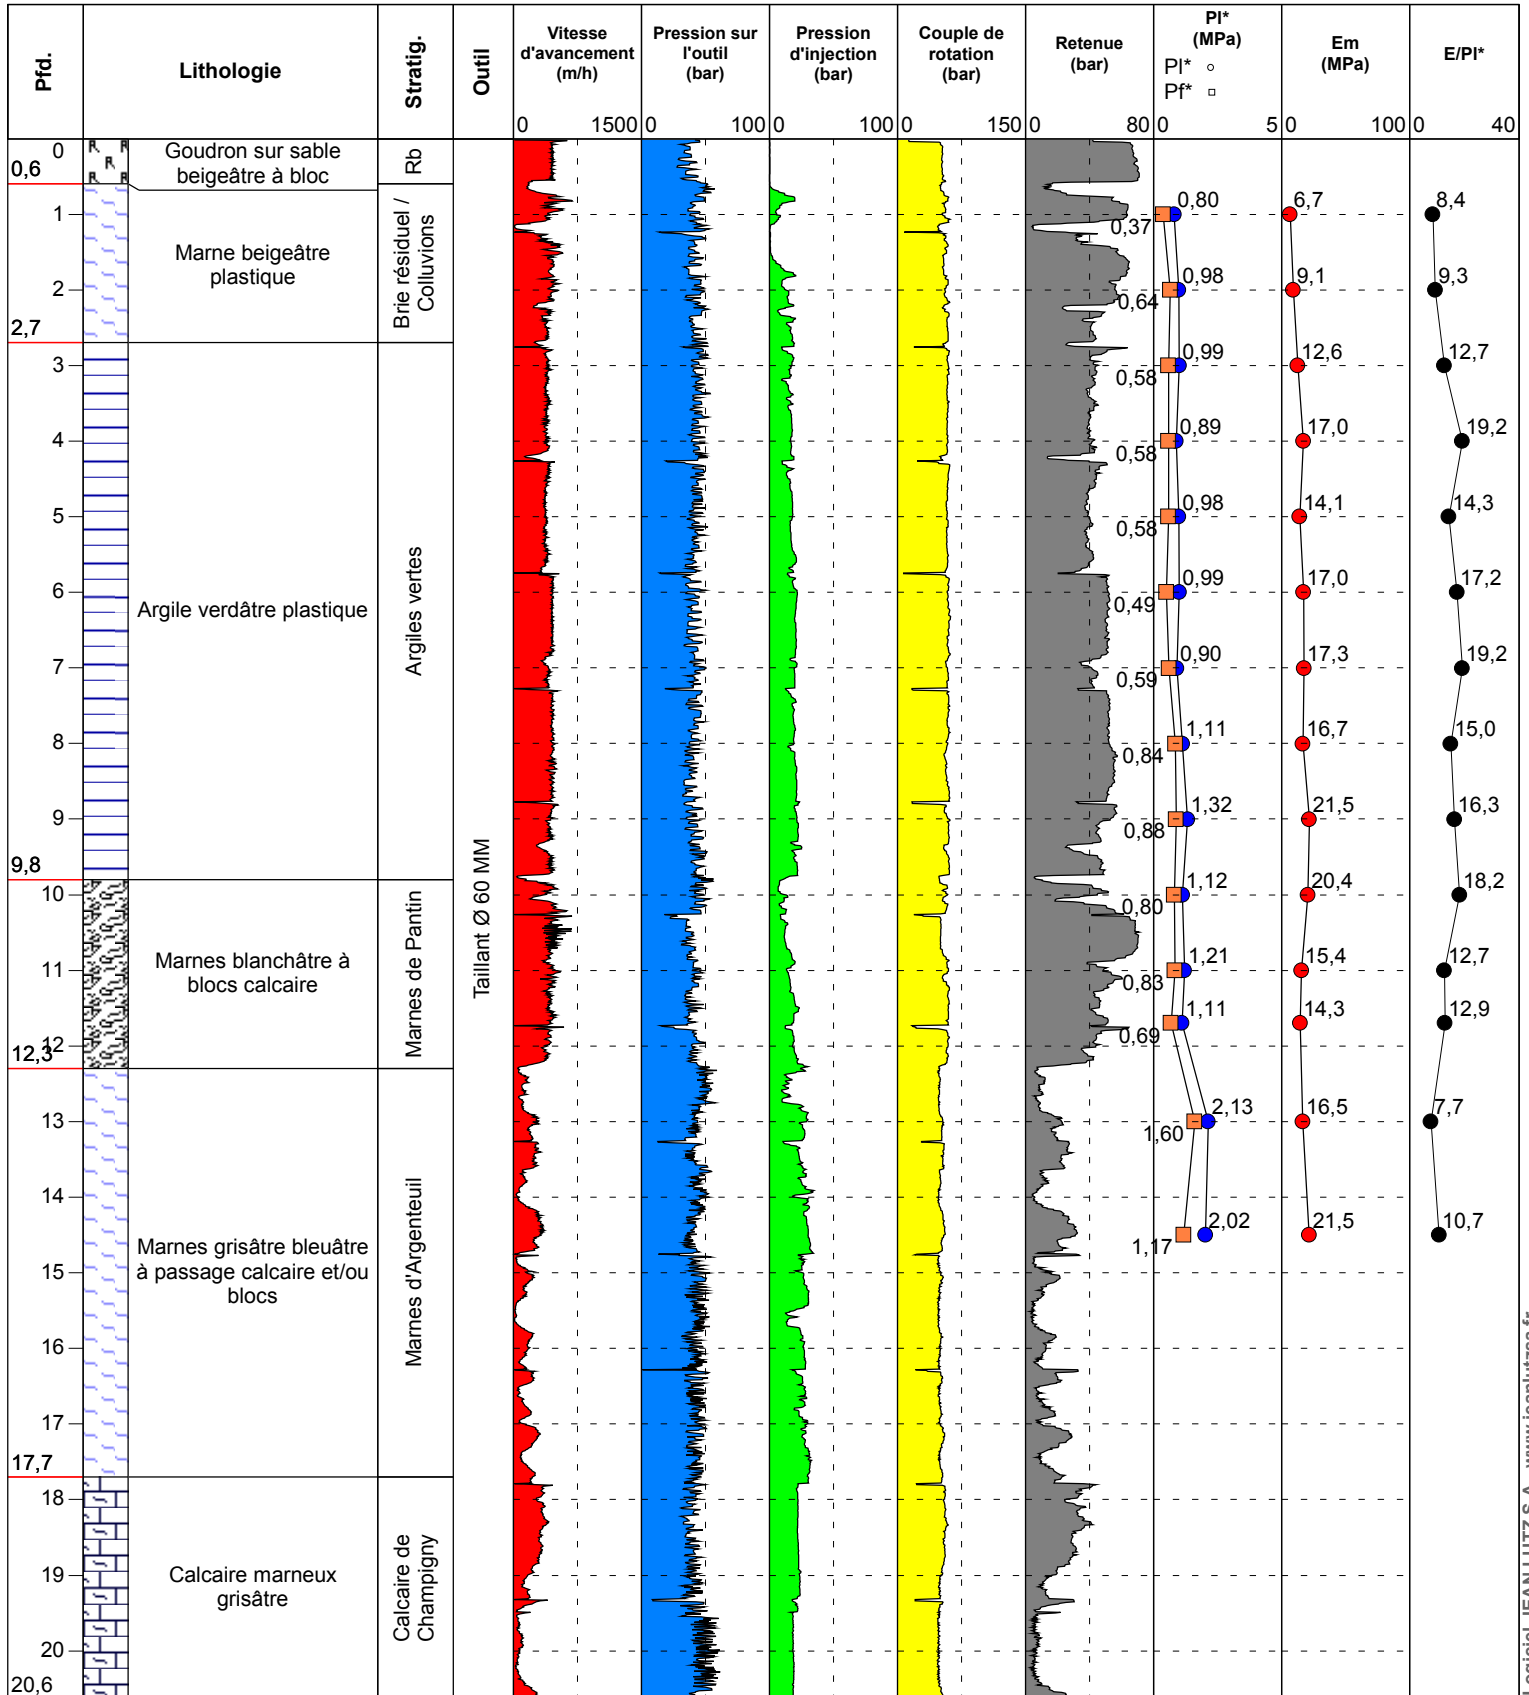 Pfd.
Lithologie
Stratig.
Outil
Vitesse
d'avancement
(m/h)
Pression sur
l'outil
(bar)
Pression
d'injection
(bar)
Couple de
rotation
(bar)
Retenue
(bar)
Pl*
(MPa)
Pl*
Pf*
Em
(MPa)
E/Pl*
0 1500 0 100 0 100 0 150 0 80 0 5 0 100 0 40
0
0,6
Goudron sur sable
beigeâtre à bloc
Rb
1
0,80
0,37
6,7
8,4
Marne beigeâtre
plastique
Brie résiduel /
Colluvions
2
0,98
0,64
9,1
9,3
2,7
3
0,99
0,58
12,6
12,7
4
0,89
0,58
17,0
19,2
5
0,98
0,58
14,1
14,3
6
0,99
0,49
17,0
17,2
Argile verdâtre plastique
Argiles vertes
7
0,90
0,59
17,3
19,2
8
1,11
0,84
16,7
15,0
9
1,32
0,88
21,5
16,3
9,8
Taillant Ø 60 MM
10
1,12
0,80
20,4
18,2
Marnes blanchâtre à
blocs calcaire
Marnes de Pantin
11
1,21
0,83
15,4
12,7
1,11
0,69
14,3
12,9
12
12,3
13
2,13
1,60
16,5
7,7
14
2,02
1,17
21,5
10,7
Marnes grisâtre bleuâtre
à passage calcaire et/ou
blocs
Marnes d'Argenteuil
15
16
17
17,7
18
Calcaire marneux
grisâtre
Calcaire de
Champigny
19
20
20,6
Logiciel JEAN LUTZ S.A - www.jeanlutzsa.fr